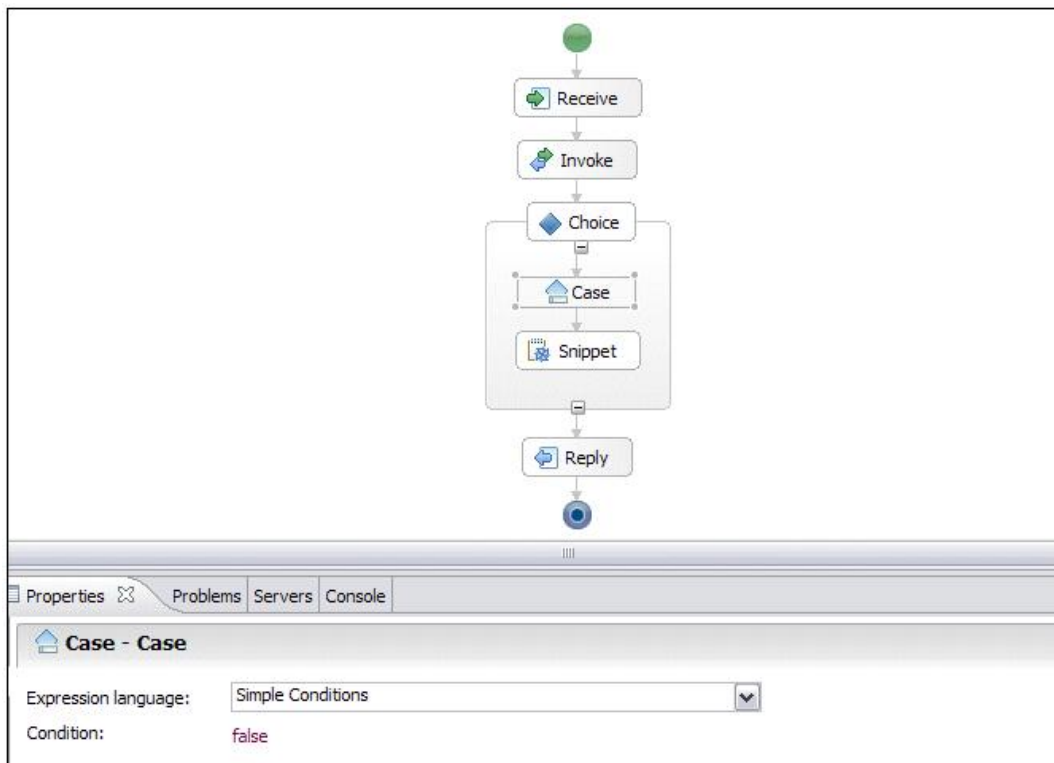 Receive
Invoke
Choice
Case
Snippet
Reply
Properties Problems Servers Console
Case - Case
Expression language: Simple Conditions
Condition: false